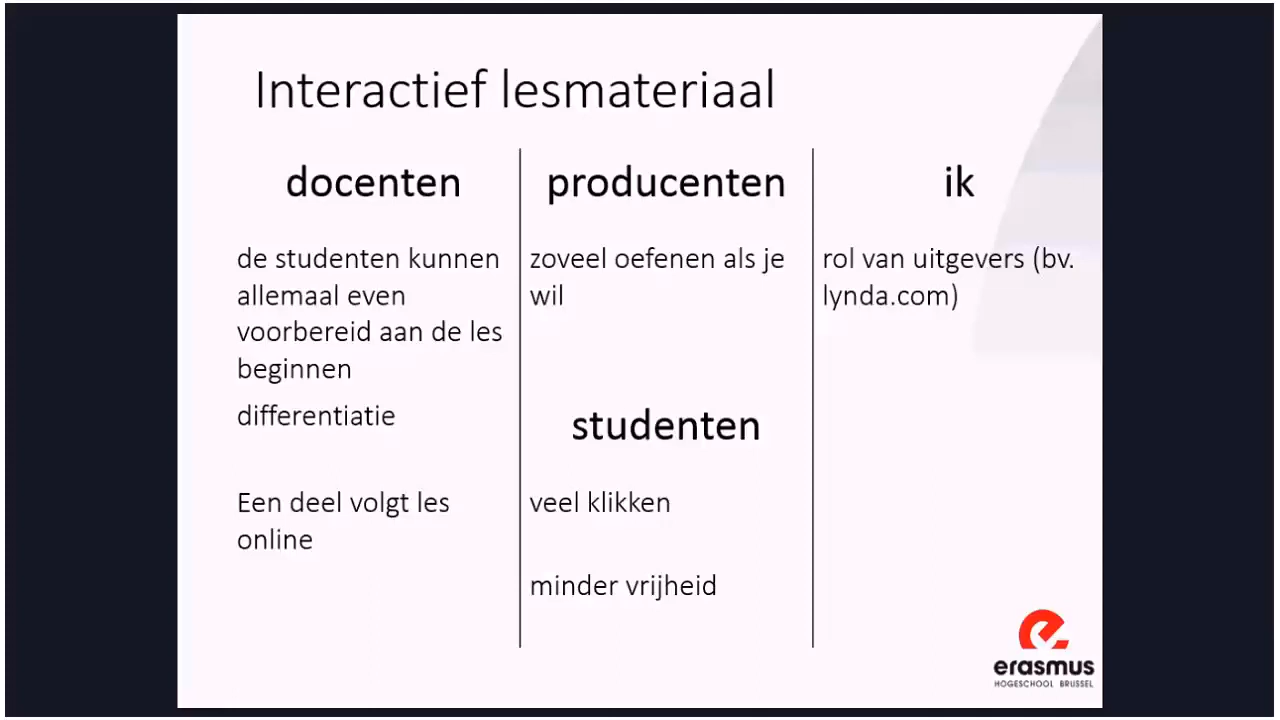 Interactief lesmateriaal
docenten
de studenten kunnen
allemaal even
voorbereid aan de les
beginnen
differentiatie
Een deel volgt les
online
producenten
zoveel oefenen als je
wil
studenten
veel klikken
minder vrijheid
ik
rol van uitgevers (bv.
lynda.com)
erasmus
HOGESCHOOL BRUSSEL